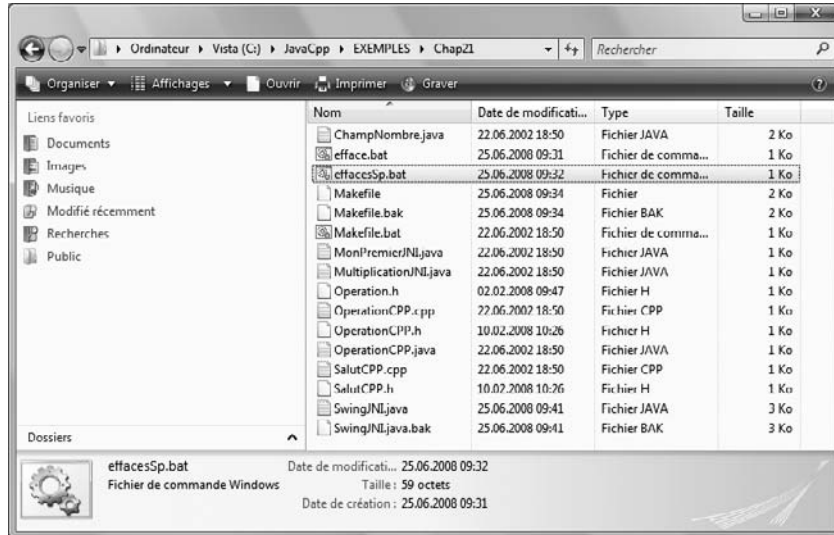 Ordinateur ▸ Vista (C:) ▸ JavaCpp ▸ EXEMPLES ▸ Chap21
Rechercher
Organiser Affichages Ouvrir Imprimer Graver
Liens favoris
Documents
Images
Musique
Modifié récemment
Recherches
Public
Dossiers
Nom Date de modificati... Type Taille
ChampNombre.java 22.06.2002 18:50 Fichier JAVA 2 Ko
efface.bat 25.06.2008 09:31 Fichier de comma... 1 Ko
effacesSp.bat 25.06.2008 09:32 Fichier de comma... 1 Ko
Makefile 25.06.2008 09:34 Fichier 2 Ko
Makefile.bak 25.06.2008 09:34 Fichier BAK 2 Ko
Makefile.bat 22.06.2002 18:50 Fichier de comma... 1 Ko
MonPremierJNI.java 22.06.2002 18:50 Fichier JAVA 1 Ko
MultiplicationJNI.java 22.06.2002 18:50 Fichier JAVA 1 Ko
Operation.h 02.02.2008 09:47 Fichier H 1 Ko
OperationCPP.cpp 22.06.2002 18:50 Fichier CPP 1 Ko
OperationCPP.h 10.02.2008 10:26 Fichier H 1 Ko
OperationCPP.java 22.06.2002 18:50 Fichier JAVA 1 Ko
SalutCPP.cpp 22.06.2002 18:50 Fichier CPP 1 Ko
SalutCPP.h 10.02.2008 10:26 Fichier H 1 Ko
SwingJNI.java 25.06.2008 09:41 Fichier JAVA 3 Ko
SwingJNI.java.bak 25.06.2008 09:41 Fichier BAK 3 Ko
effacesSp.bat Date de modificati... 25.06.2008 09:32
Fichier de commande Windows Taille : 59 octets
Date de création : 25.06.2008 09:31